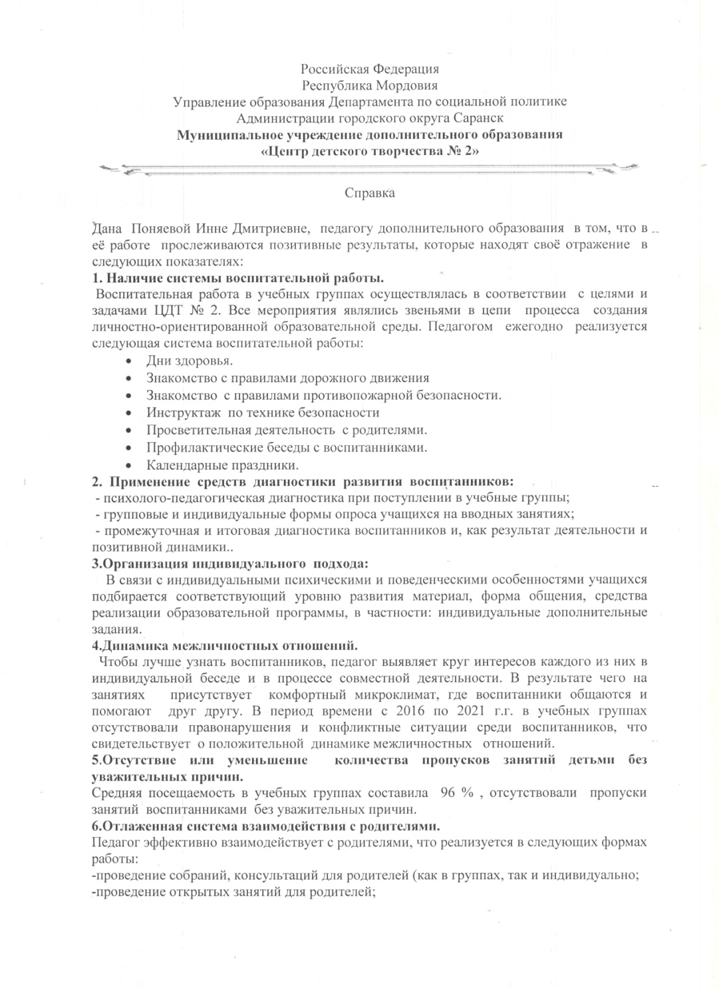 Российская Федерация
Республика Мордовия
Управление образования Департамента по социальной политике
Администрации городского округа Саранск
Муниципальное учреждение дополнительного образования
«Центр детского творчества № 2»
Справка
Дана Поняевой Инне Дмитриевне, педагогу дополнительного образования в том, что в
её работе прослеживаются позитивные результаты, которые находят своё отражение в
следующих показателях:
1. Наличие системы воспитательной работы.
Воспитательная работа в учебных группах осуществлялась в соответствии с целями и
задачами ЦДТ № 2. Все мероприятия являлись звеньями в цепи процесса создания
личностно-ориентированной образовательной среды. Педагогом ежегодно реализуется
следующая система воспитательной работы:
• Дни здоровья.
• Знакомство с правилами дорожного движения
• Знакомство с правилами противопожарной безопасности.
• Инструктаж по технике безопасности
• Просветительная деятельность с родителями.
• Профилактические беседы с воспитанниками.
• Календарные праздники.
2. Применение средств диагностики развития воспитанников:
- психолого-педагогическая диагностика при поступлении в учебные группы;
- групповые и индивидуальные формы опроса учащихся на вводных занятиях;
- промежуточная и итоговая диагностика воспитанников и, как результат деятельности и
позитивной динамики..
3.Организация индивидуального подхода:
В связи с индивидуальными психическими и поведенческими особенностями учащихся
подбирается соответствующий уровню развития материал, форма общения, средства
реализации образовательной программы, в частности: индивидуальные дополнительные
задания.
4.Динамика межличностных отношений.
Чтобы лучше узнать воспитанников, педагог выявляет круг интересов каждого из них в
индивидуальной беседе и в процессе совместной деятельности. В результате чего на
занятиях присутствует комфортный микроклимат, где воспитанники общаются и
помогают друг другу. В период времени с 2016 по 2021 г.г. в учебных группах
отсутствовали правонарушения и конфликтные ситуации среди воспитанников, что
свидетельствует о положительной динамике межличностных отношений.
5.Отсутствие или уменьшение количества пропусков занятий детьми без
уважительных причин.
Средняя посещаемость в учебных группах составила 96 % , отсутствовали пропуски
занятий воспитанниками без уважительных причин.
6.Отлаженная система взаимодействия с родителями.
Педагог эффективно взаимодействует с родителями, что реализуется в следующих формах
работы:
-проведение собраний, консультаций для родителей (как в группах, так и индивидуально;
-проведение открытых занятий для родителей;